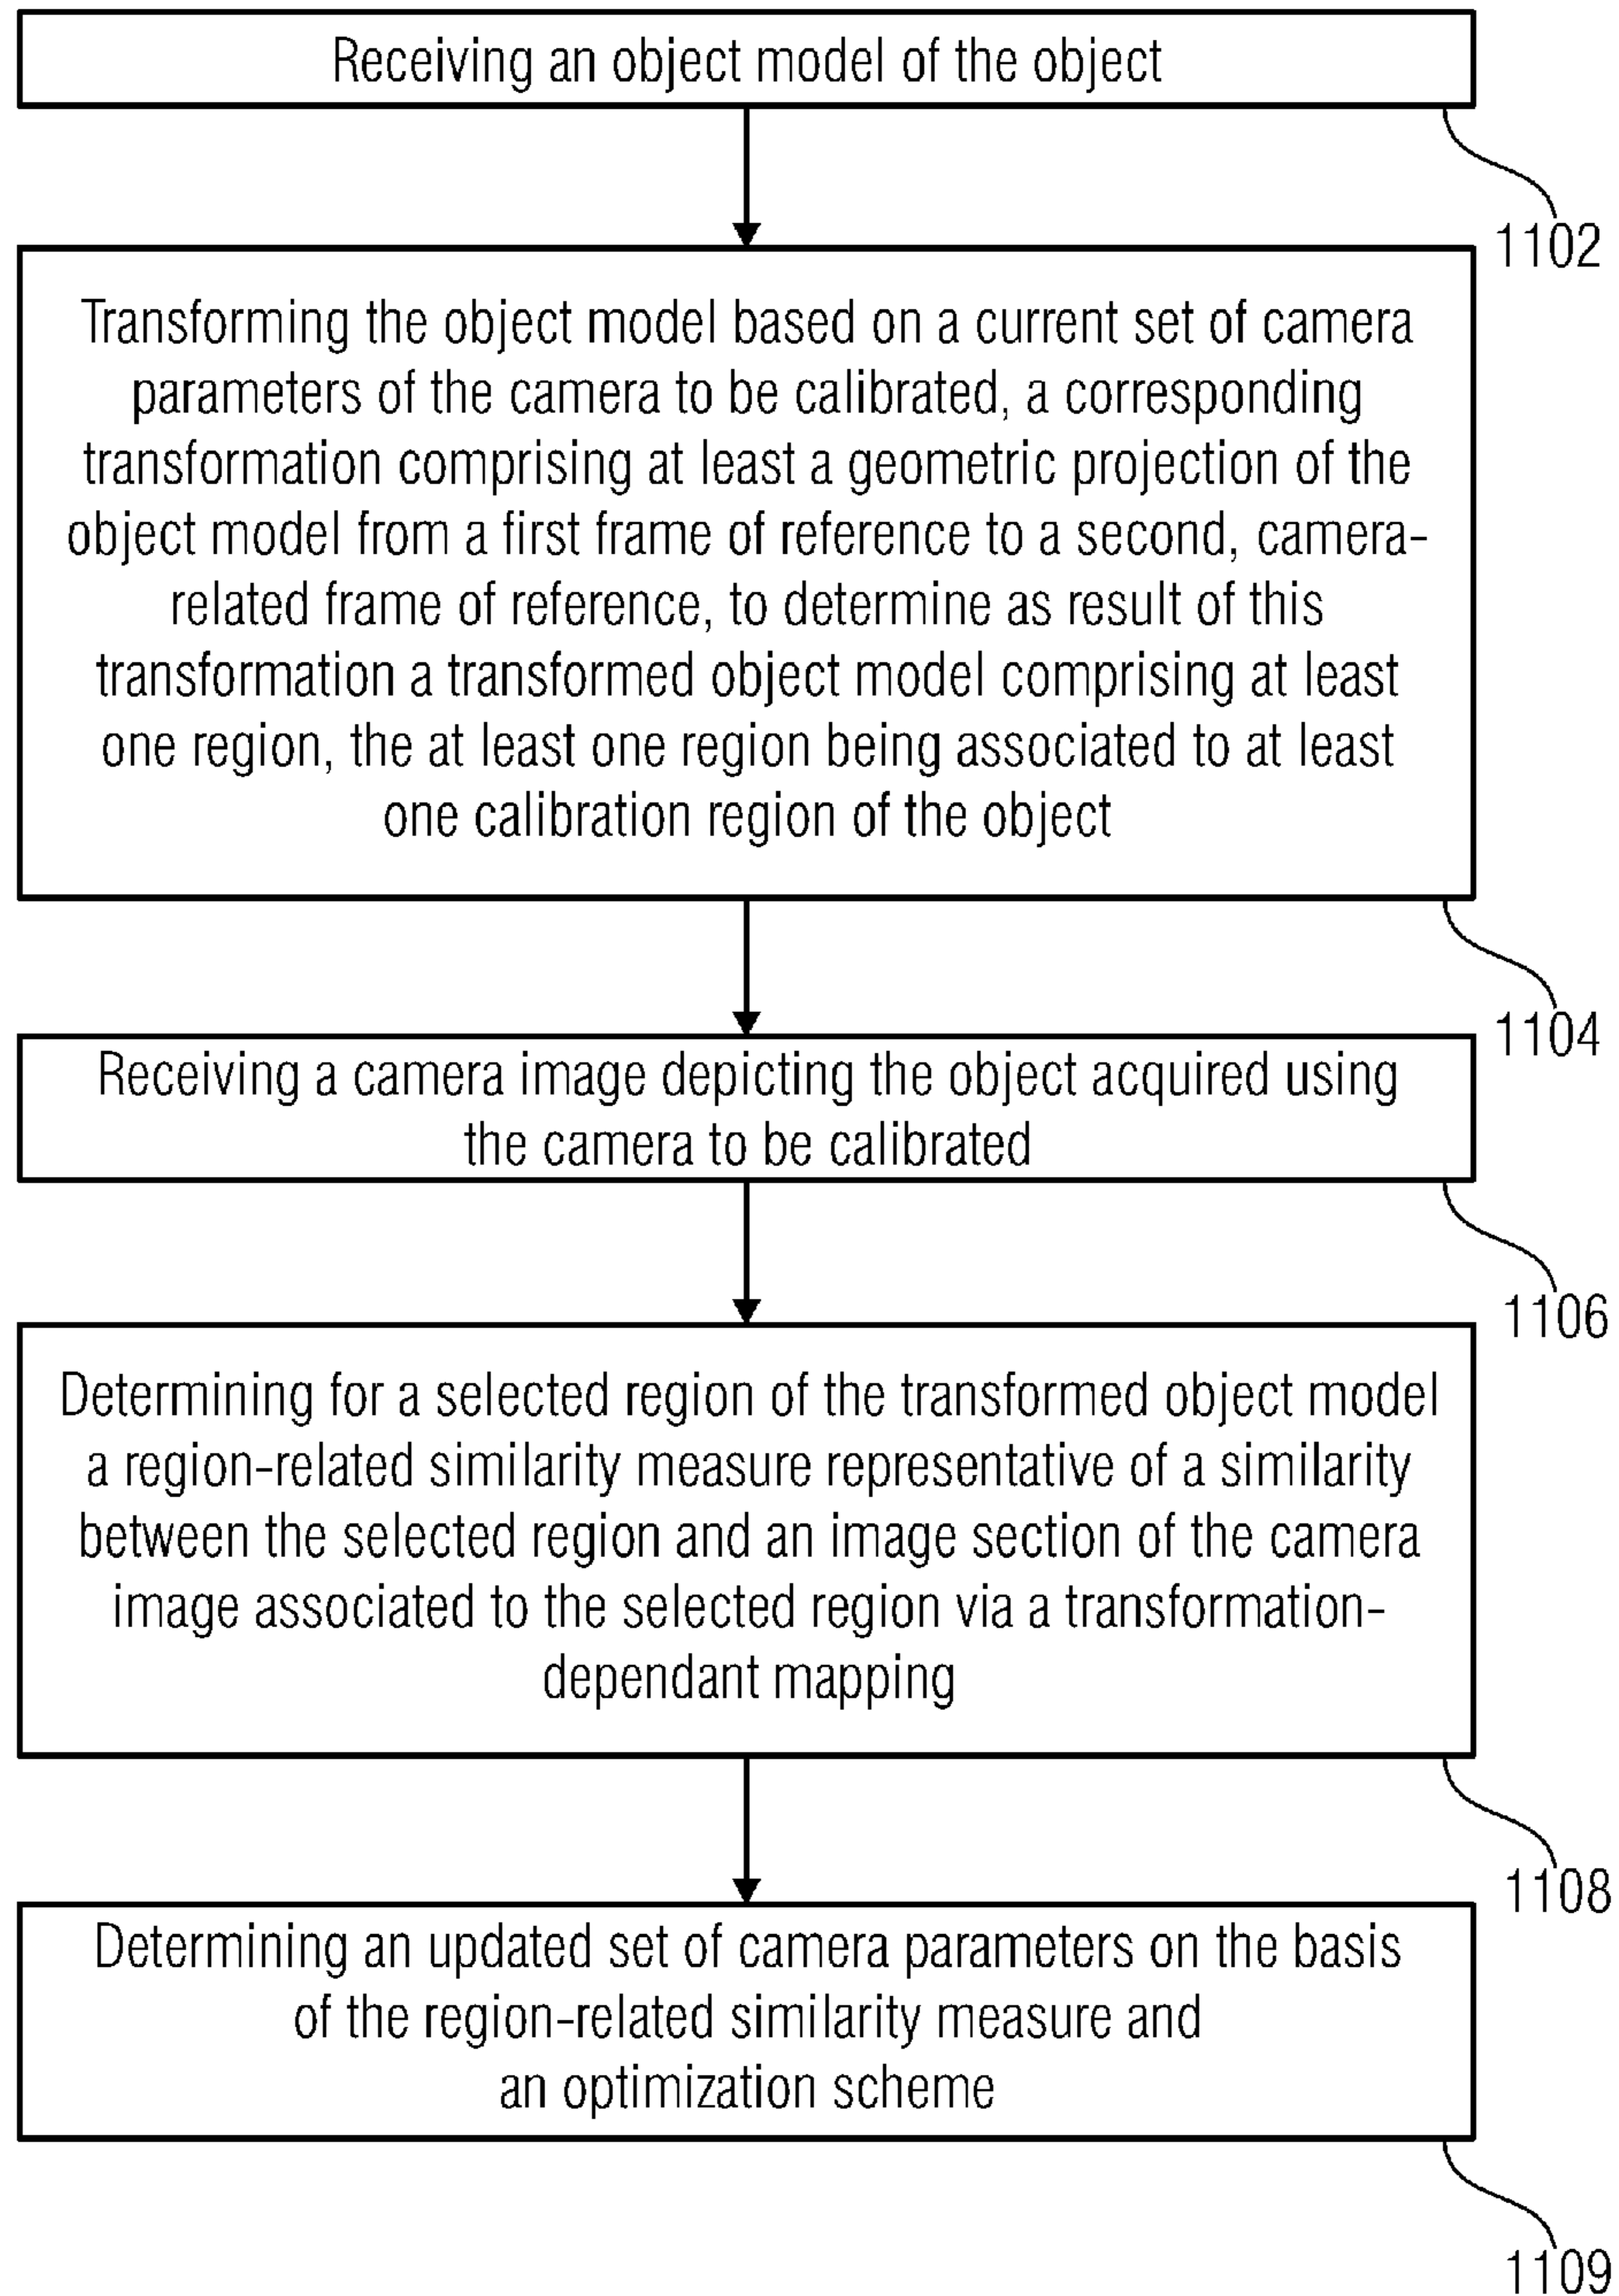 Receiving an object model of the object
1102
Transforming the object model based on a current set of camera
parameters of the camera to be calibrated, a corresponding
transformation comprising at least a geometric projection of the
object model from a first frame of reference to a second, camera-
related frame of reference, to determine as result of this
transformation a transformed object model comprising at least
one region, the at least one region being associated to at least
one calibration region of the object
1104
Receiving a camera image depicting the object acquired using
the camera to be calibrated
1106
Determining for a selected region of the transformed object model
a region-related similarity measure representative of a similarity
between the selected region and an image section of the camera
image associated to the selected region via a transformation-
dependant mapping
1108
Determining an updated set of camera parameters on the basis
of the region-related similarity measure and
an optimization scheme
1109